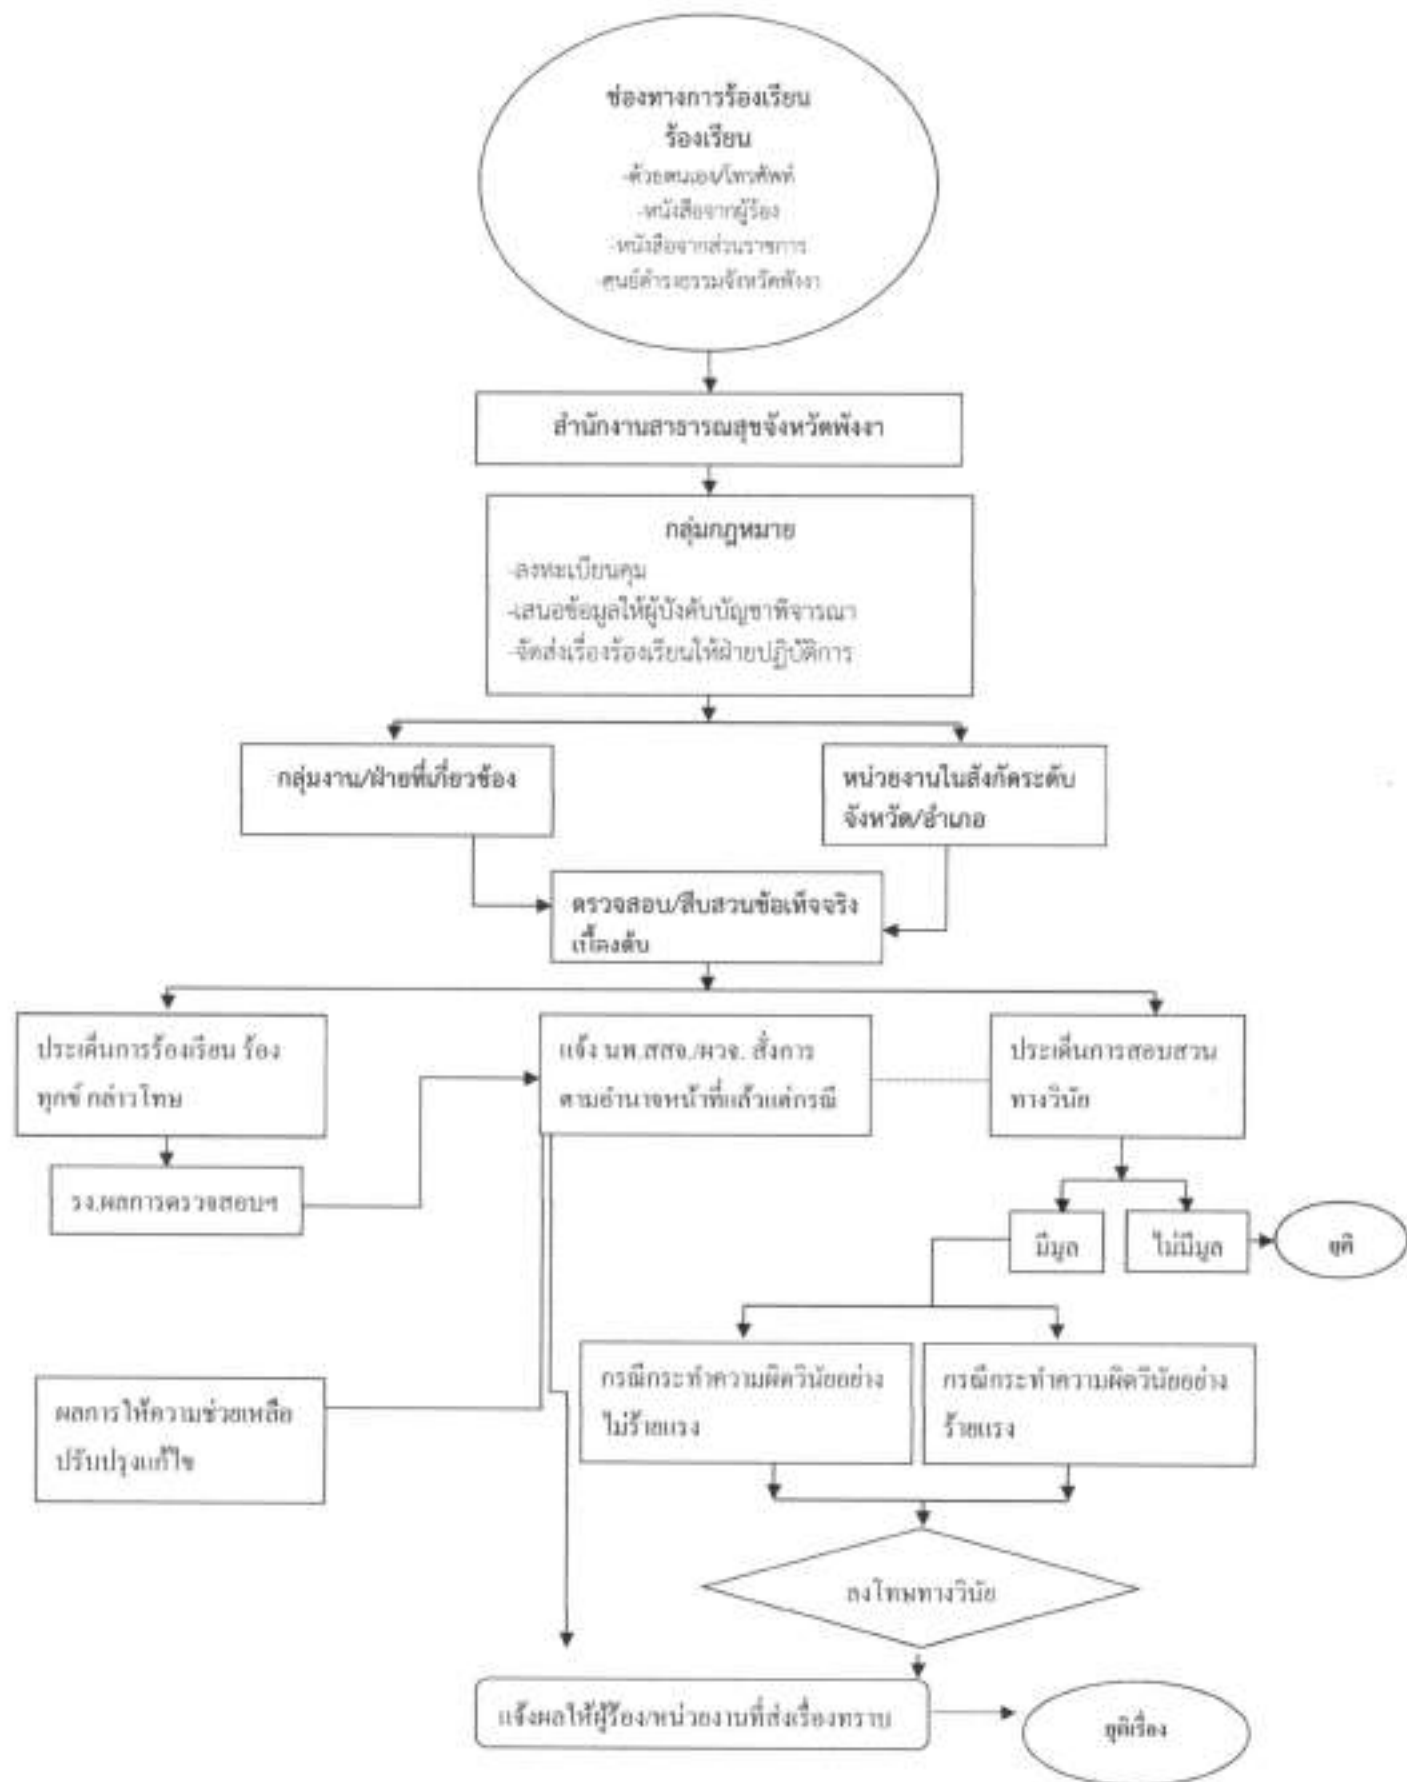 ช่องทางการร้องเรียน
ร้องเรียน
-ด้วยตนเอง/โทรศัพท์
-หนังสือจากผู้ร้อง
-หนังสือจากส่วนราชการ
-ศูนย์ดำรงธรรมจังหวัดพังงา
สำนักงานสาธารณสุขจังหวัดพังงา
กลุ่มกฎหมาย
-ลงทะเบียนคุม
-เสนอข้อมูลให้ผู้บังคับบัญชาพิจารณา
-จัดส่งเรื่องร้องเรียนให้ฝ่ายปฏิบัติการ
กลุ่มงาน/ฝ่ายที่เกี่ยวข้อง
หน่วยงานในสังกัดระดับ
จังหวัด/อำเภอ
ตรวจสอบ/สืบสวนข้อเท็จจริง
เบื้องต้น
ประเด็นการร้องเรียน ร้อง
ทุกข์ กล่าวโทษ
แจ้ง นพ.สสจ./ผวจ. สั่งการ
ตามอำนาจหน้าที่แล้วแต่กรณี
ประเด็นการสอบสวน
ทางวินัย
รง.ผลการตรวจสอบฯ
มีมูล
ไม่มีมูล
ยุติ
กรณีกระทำความผิดวินัยอย่าง
ไม่ร้ายแรง
กรณีกระทำความผิดวินัยอย่าง
ร้ายแรง
ผลการให้ความช่วยเหลือ
ปรับปรุงแก้ไข
ลงโทษทางวินัย
แจ้งผลให้ผู้ร้อง/หน่วยงานที่ส่งเรื่องทราบ
ยุติเรื่อง